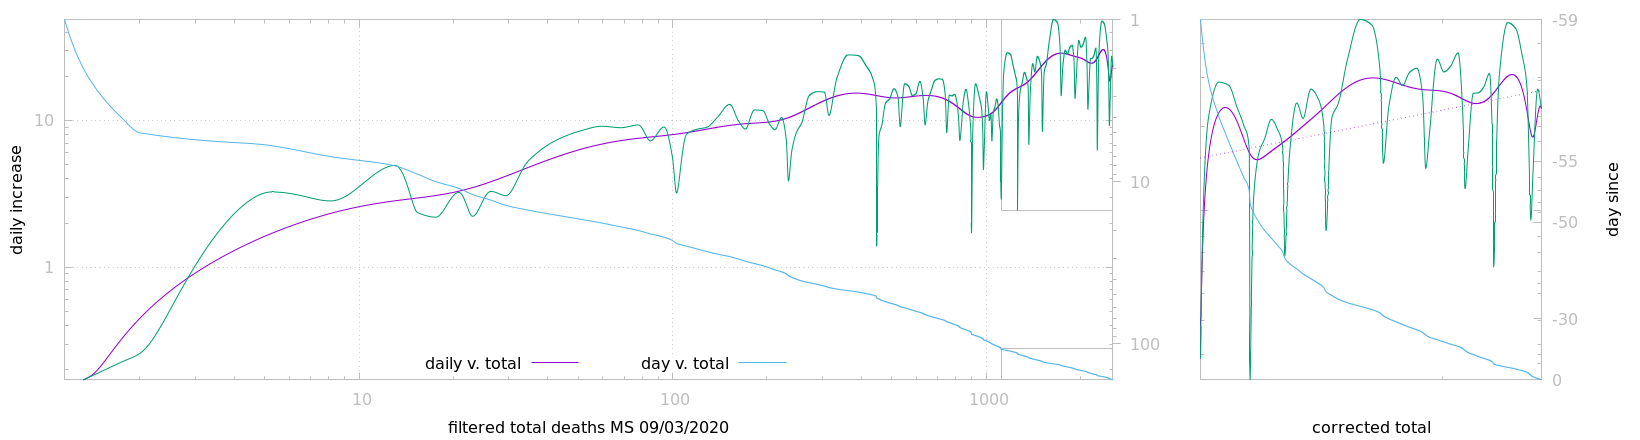 daily increase
10
1
daily v. total
day v. total
10
100
1000
1
10
100
filtered total deaths MS 09/03/2020
-59
-55
-50
-30
0
day since
corrected total